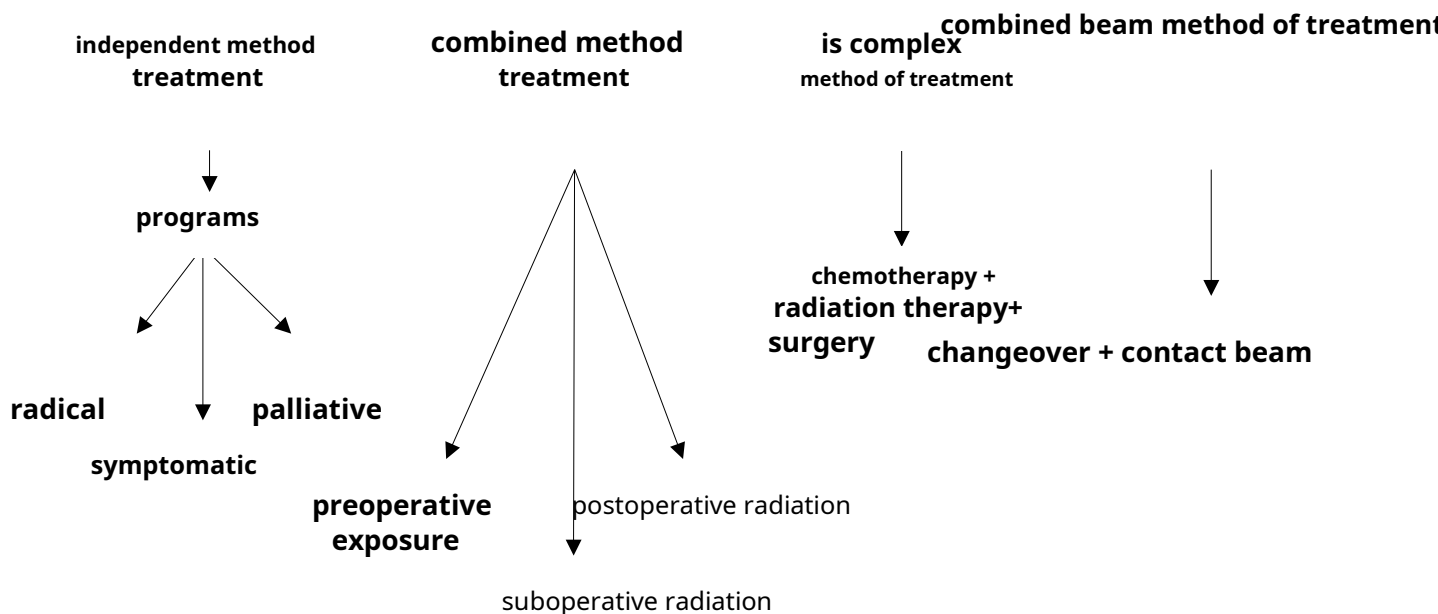 independent method
treatment
combined method
treatment
is complex
method of treatment
combined beam method of treatment
programs
radical
palliative
symptomatic
preoperative
exposure
postoperative radiation
suboperative radiation
chemotherapy +
radiation therapy+
surgery
changeover + contact beam